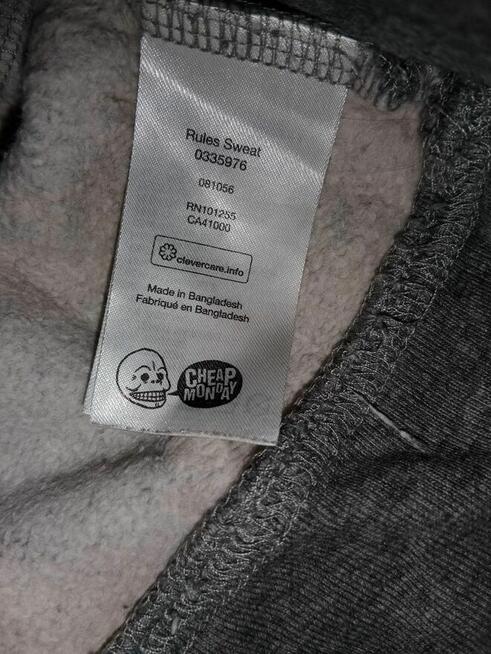 Rules Sweat
0335976
081056
RN101255
CA41000
clevercare.info
Made in Bangladesh
Fabriqué en Bangladesh
CHEAP
MONDAY